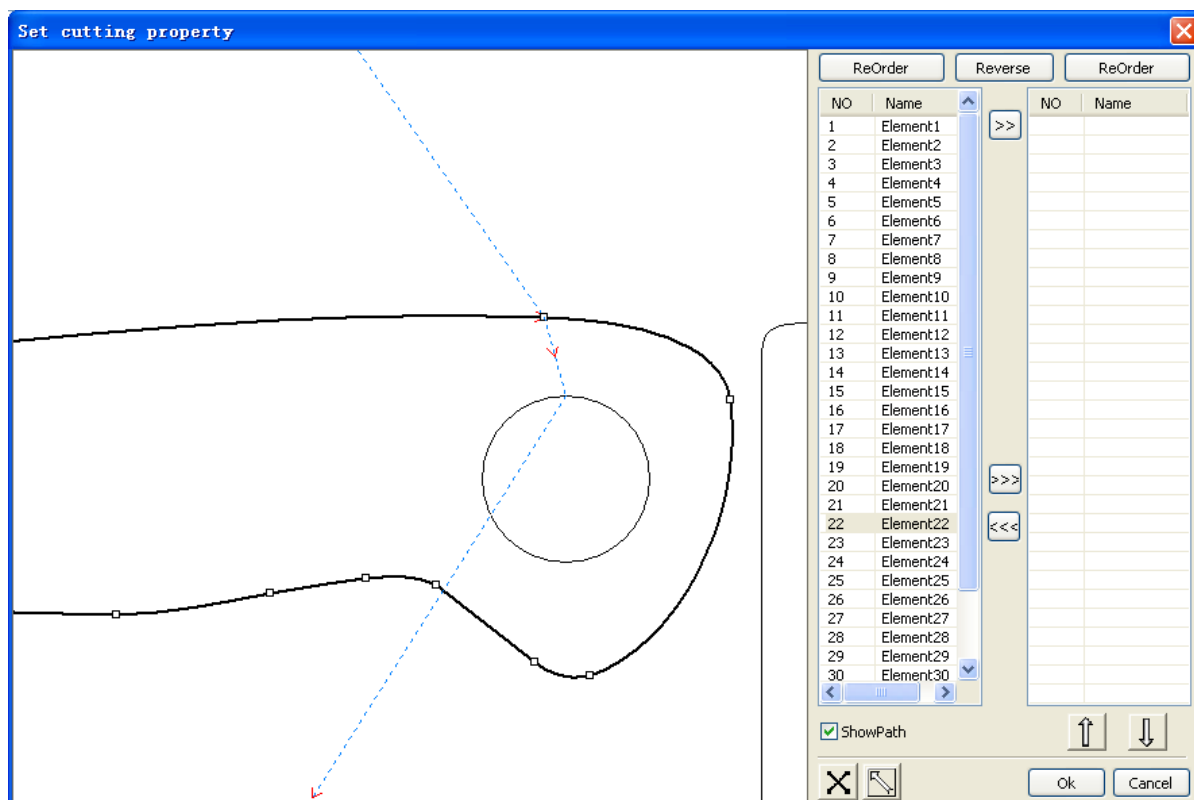 Set cutting property
ReOrder Reverse ReOrder
NO Name NO Name
>>
1 Element1
2 Element2
3 Element3
4 Element4
5 Element5
6 Element6
7 Element7
8 Element8
9 Element9
10 Element10
11 Element11
12 Element12
13 Element13
14 Element14
15 Element15
16 Element16
17 Element17
18 Element18
19 Element19
20 Element20
>>>
21 Element21
22 Element22
<<<
23 Element23
24 Element24
25 Element25
26 Element26
27 Element27
28 Element28
29 Element29
30 Element30
ShowPath
Ok Cancel